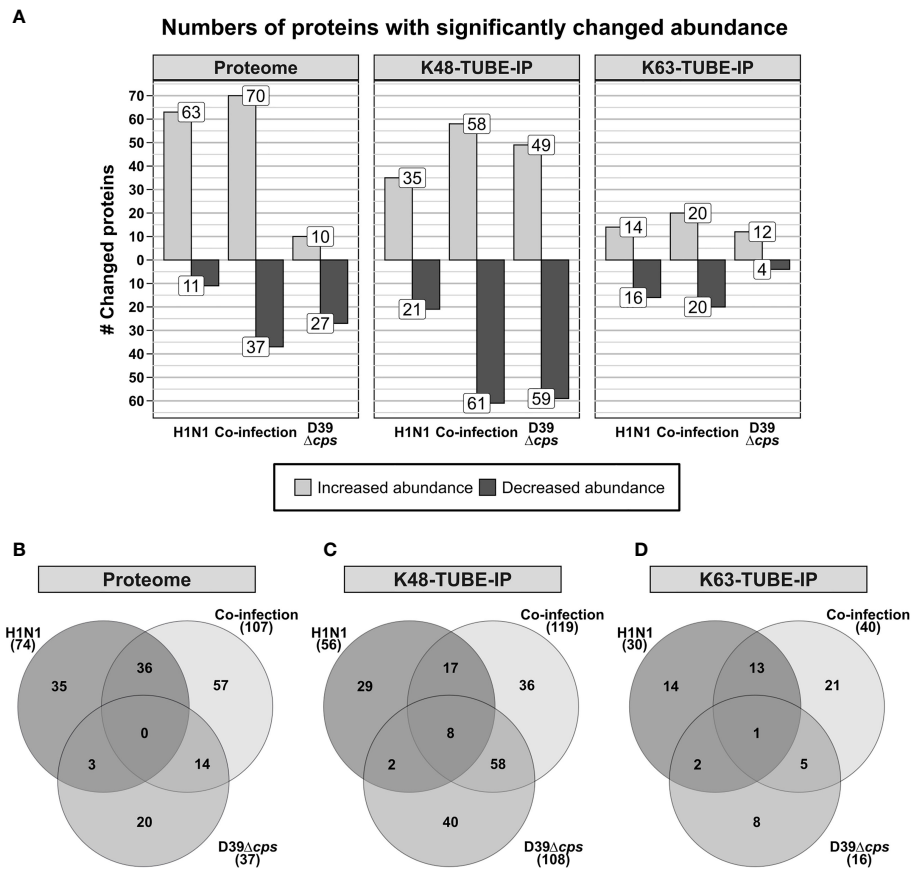 A
Numbers of proteins with significantly changed abundance
Proteome
K48-TUBE-IP
K63-TUBE-IP
# Changed proteins
70
60
50
40
30
20
10
0
10
20
30
40
50
60
63
11
70
37
10
27
35
21
58
61
49
59
14
16
20
20
12
4
H1N1 Co-infection D39 Δcps
H1N1 Co-infection D39 Δcps
H1N1 Co-infection D39 Δcps
Increased abundance Decreased abundance
B
Proteome
H1N1
(74)
Co-infection
(107)
35
36
57
0
3
14
20
D39Δcps
(37)
C
K48-TUBE-IP
H1N1
(56)
Co-infection
(119)
29
17
36
8
2
58
40
D39Δcps
(108)
D
K63-TUBE-IP
H1N1
(30)
Co-infection
(40)
14
13
21
1
2
5
8
D39Δcps
(16)